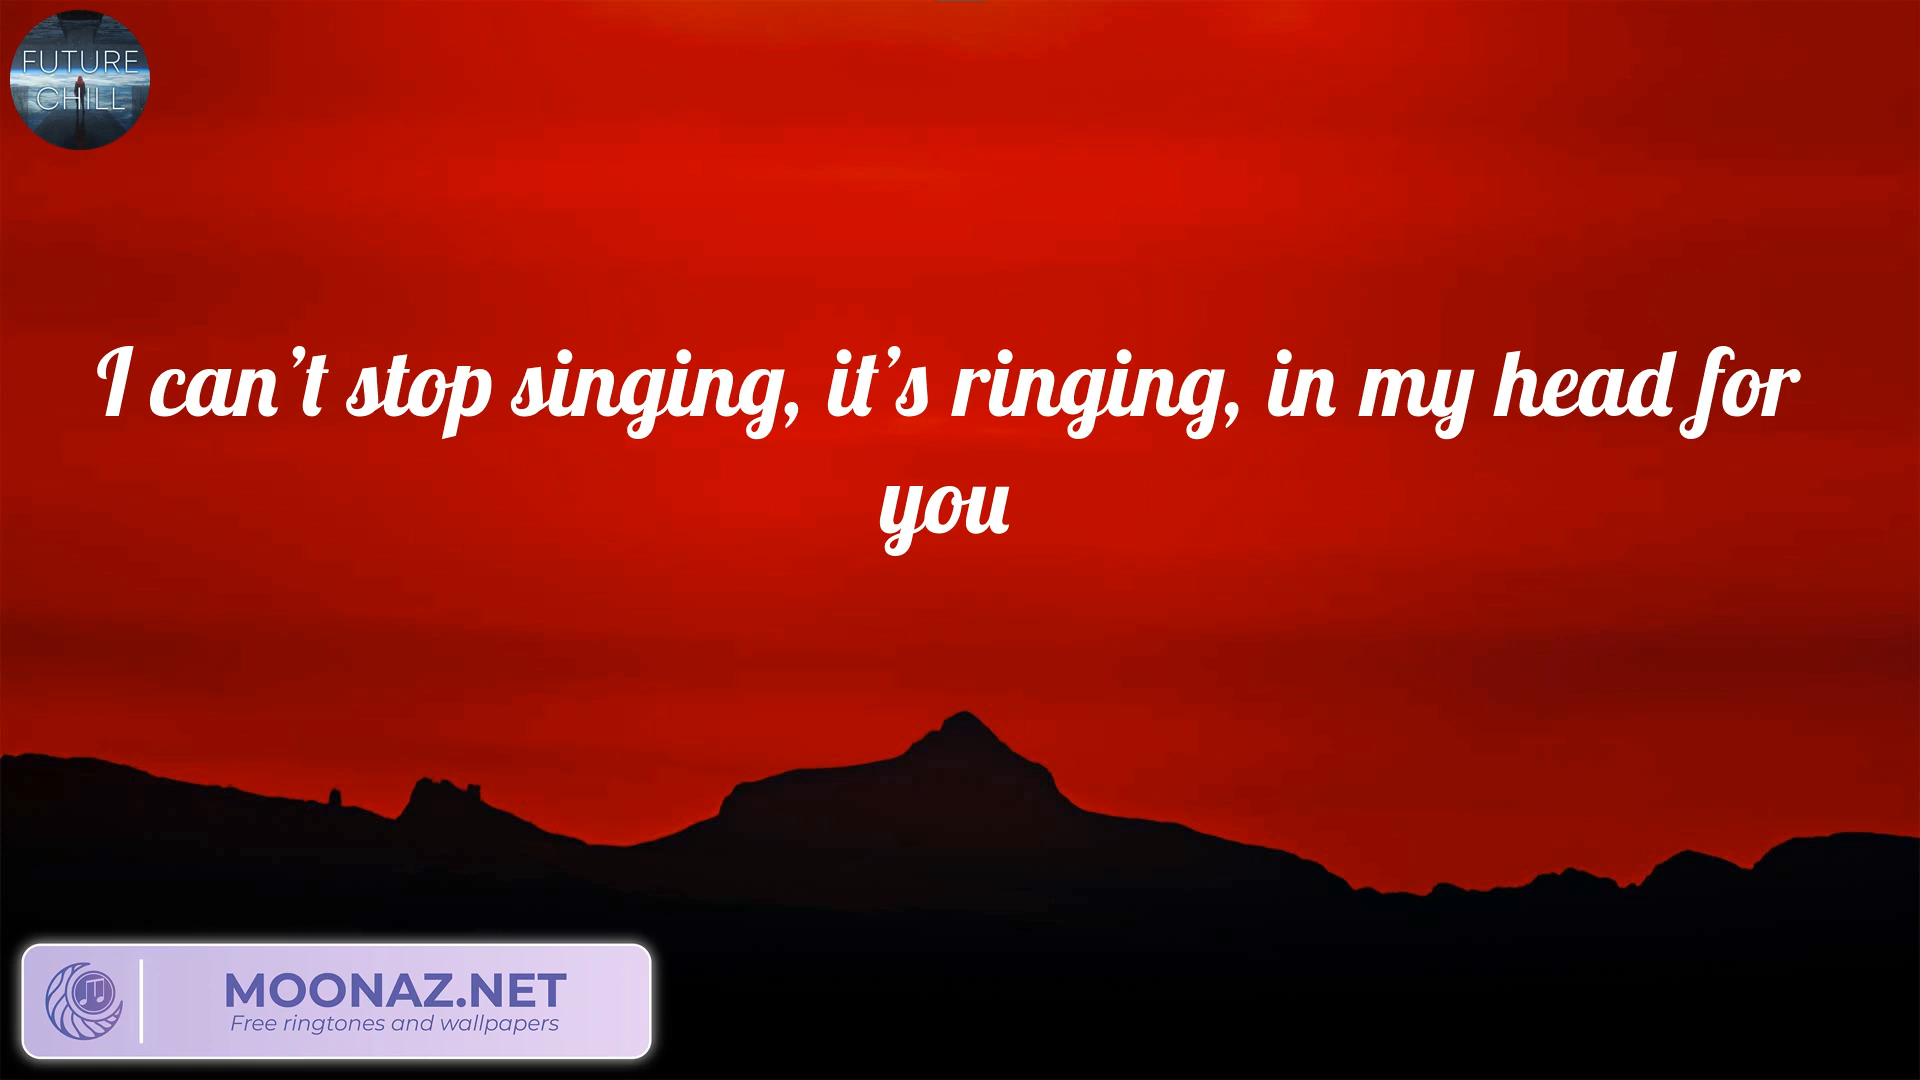 FUTURE
CHILL
I can’t stop singing, it’s ringing, in my head for
you
MOONAZ.NET
Free ringtones and wallpapers